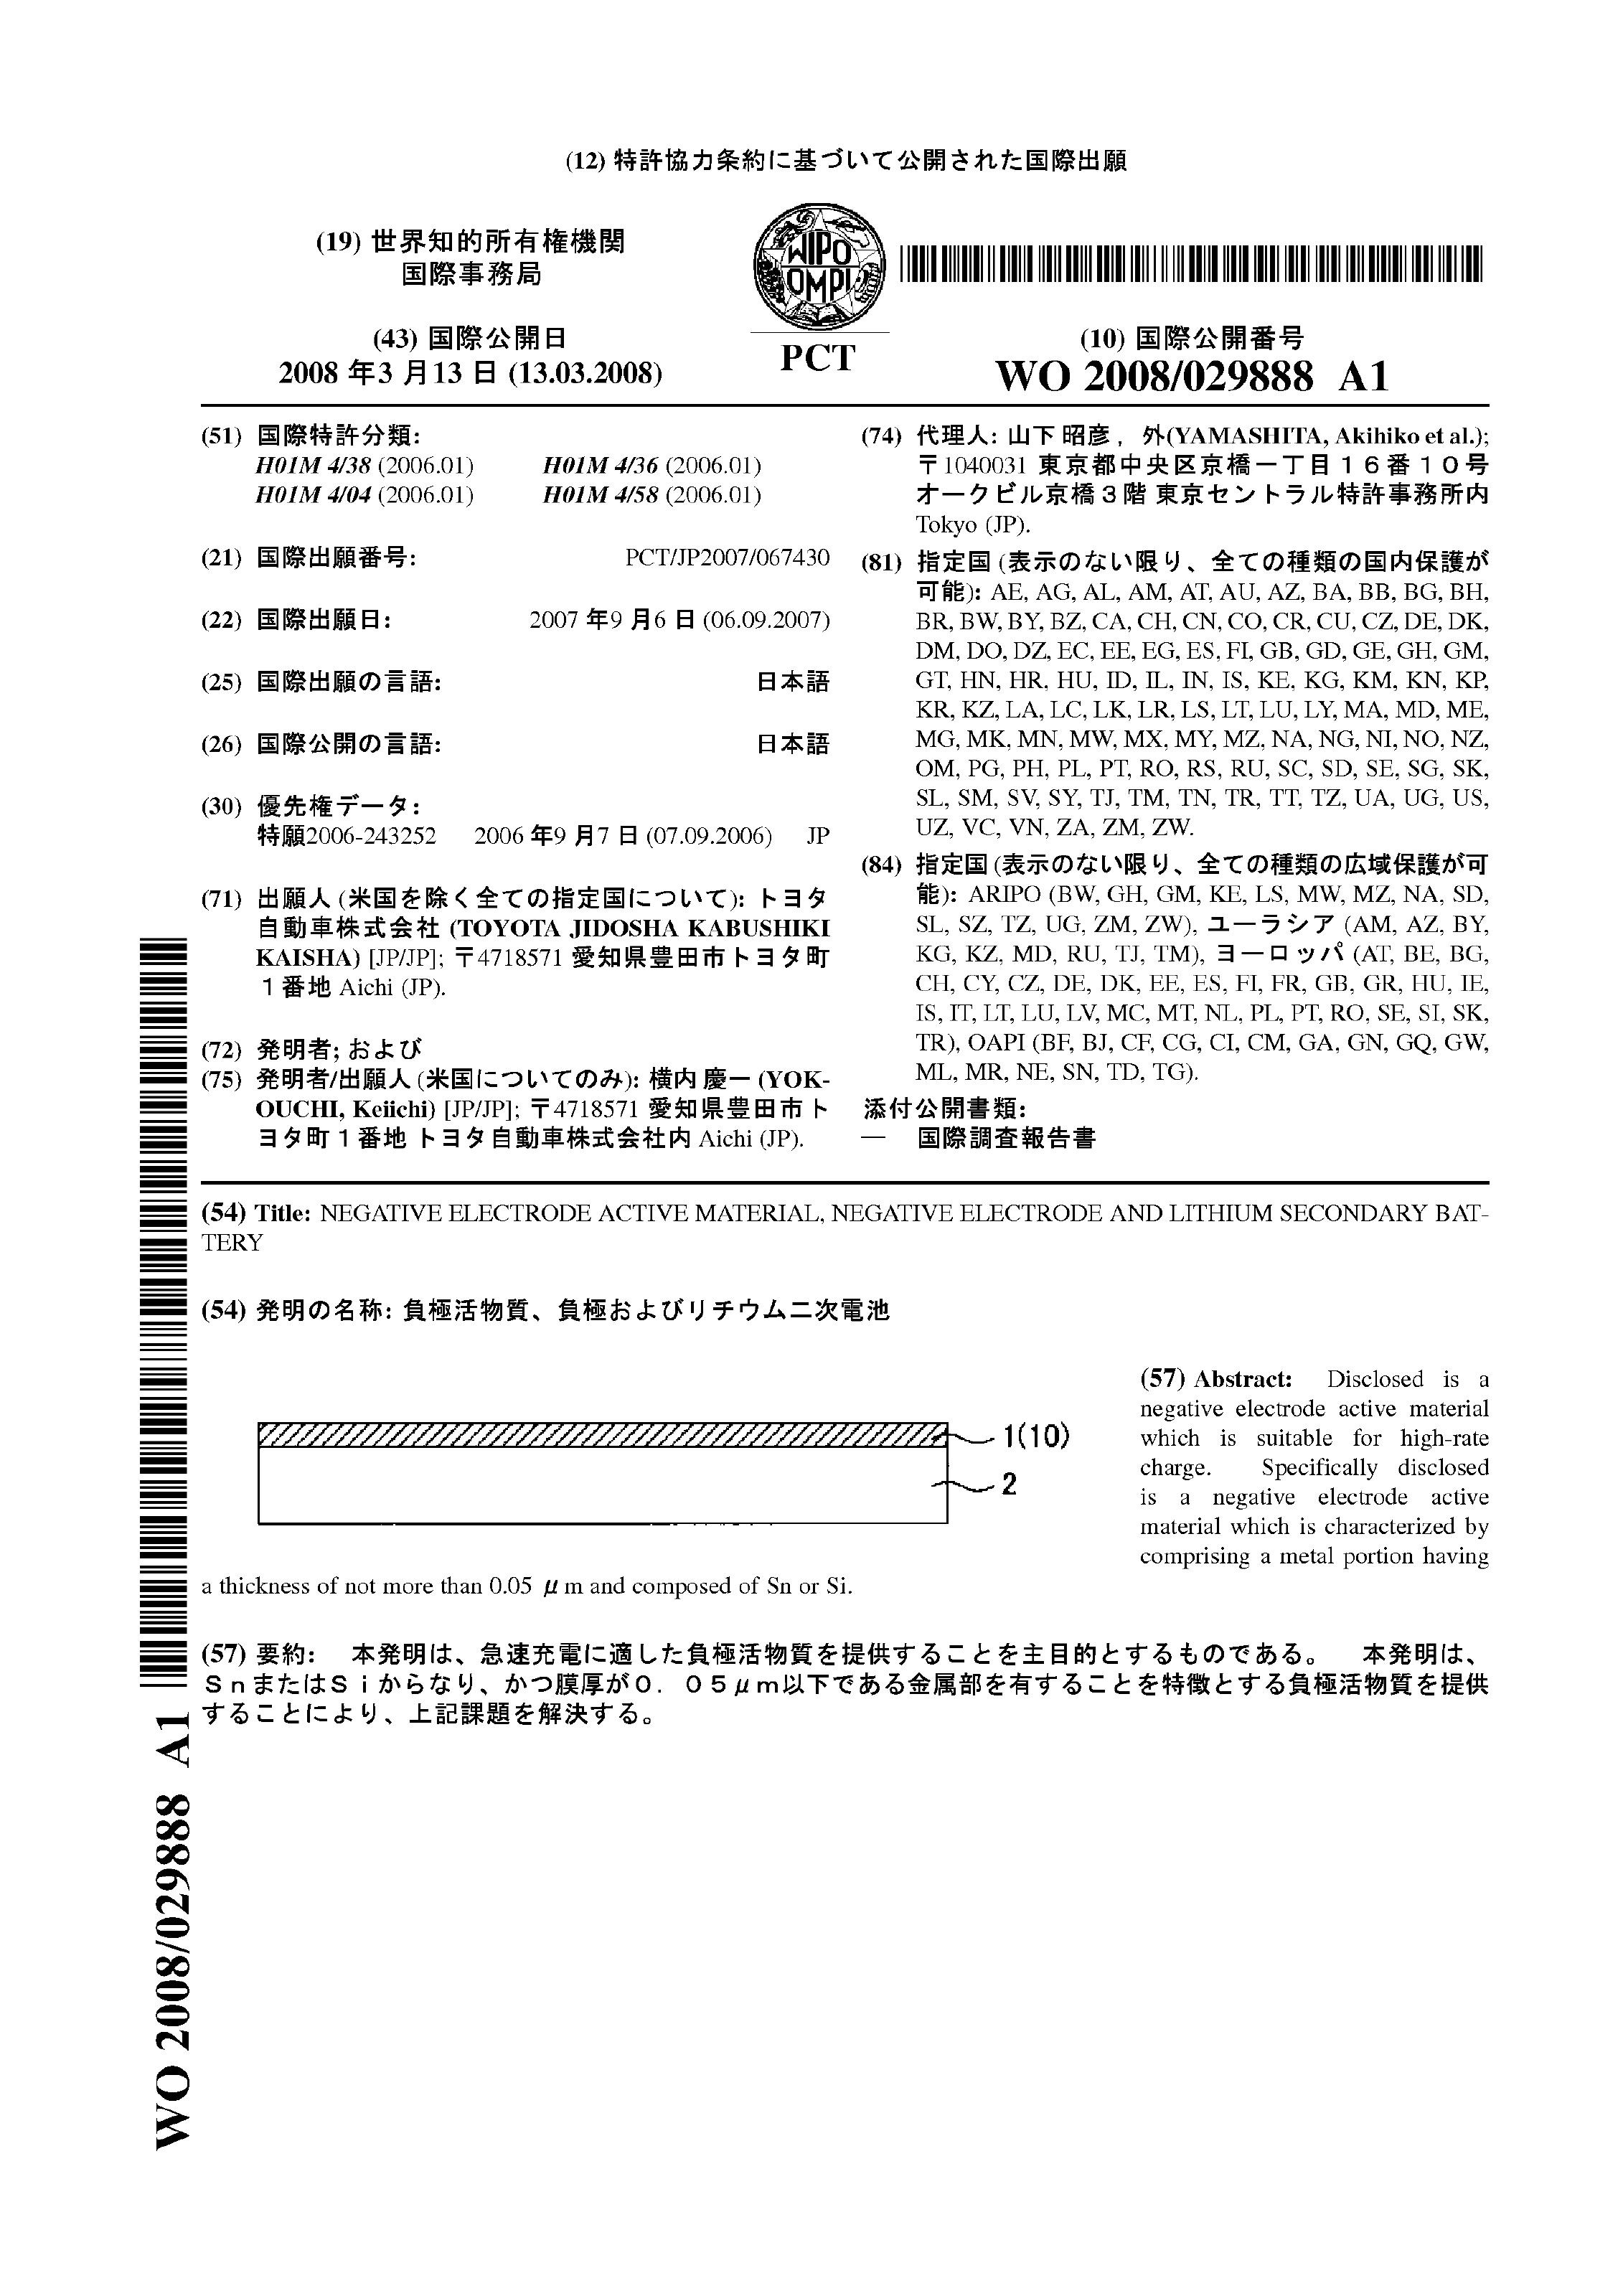 (12) 特許協力条約に基づいて公開された国際出願
(19) 世界知的所有権機関
国際事務局
WIPO
OMPI
(43) 国際公開日
2008 年3 月13 日 (13.03.2008)
PCT
(10) 国際公開番号
WO 2008/029888 A1
(51) 国際特許分類:
H01M 4/38 (2006.01) H01M 4/36 (2006.01)
H01M 4/04 (2006.01) H01M 4/58 (2006.01)
(21) 国際出願番号: PCT/JP2007/067430
(22) 国際出願日: 2007 年9 月6 日 (06.09.2007)
(25) 国際出願の言語: 日本語
(26) 国際公開の言語: 日本語
(30) 優先権データ:
特願2006-243252 2006 年9 月7 日 (07.09.2006) JP
(71) 出願人 (米国を除く全ての指定国について): トヨタ
自動車株式会社 (TOYOTA JIDOSHA KABUSHIKI
KAISHA) [JP/JP]; 〒4718571 愛知県豊田市トヨタ町
1番地 Aichi (JP).
(72) 発明者; および
(75) 発明者/出願人 (米国についてのみ): 横内 慶一 (YOK-
OUCHI, Keiichi) [JP/JP]; 〒4718571 愛知県豊田市ト
ヨタ町1番地 トヨタ自動車株式会社内 Aichi (JP).
(74) 代理人: 山下 昭彦, 外(YAMASHITA, Akihiko et al.);
〒1040031 東京都中央区京橋一丁目16番10号
オークビル京橋3階 東京セントラル特許事務所内
Tokyo (JP).
(81) 指定国 (表示のない限り、全ての種類の国内保護が
可能): AE, AG, AL, AM, AT, AU, AZ, BA, BB, BG, BH,
BR, BW, BY, BZ, CA, CH, CN, CO, CR, CU, CZ, DE, DK,
DM, DO, DZ, EC, EE, EG, ES, FI, GB, GD, GE, GH, GM,
GT, HN, HR, HU, ID, IL, IN, IS, KE, KG, KM, KN, KP,
KR, KZ, LA, LC, LK, LR, LS, LT, LU, LY, MA, MD, ME,
MG, MK, MN, MW, MX, MY, MZ, NA, NG, NI, NO, NZ,
OM, PG, PH, PL, PT, RO, RS, RU, SC, SD, SE, SG, SK,
SL, SM, SV, SY, TJ, TM, TN, TR, TT, TZ, UA, UG, US,
UZ, VC, VN, ZA, ZM, ZW.
(84) 指定国 (表示のない限り、全ての種類の広域保護が可
能): ARIPO (BW, GH, GM, KE, LS, MW, MZ, NA, SD,
SL, SZ, TZ, UG, ZM, ZW), ユーラシア (AM, AZ, BY,
KG, KZ, MD, RU, TJ, TM), ヨーロッパ (AT, BE, BG,
CH, CY, CZ, DE, DK, EE, ES, FI, FR, GB, GR, HU, IE,
IS, IT, LT, LU, LV, MC, MT, NL, PL, PT, RO, SE, SI, SK,
TR), OAPI (BF, BJ, CF, CG, CI, CM, GA, GN, GQ, GW,
ML, MR, NE, SN, TD, TG).
添付公開書類:
— 国際調査報告書
(54) Title: NEGATIVE ELECTRODE ACTIVE MATERIAL, NEGATIVE ELECTRODE AND LITHIUM SECONDARY BAT-
TERY
(54) 発明の名称: 負極活物質、負極およびリチウム二次電池
1(10)
2
(57) Abstract: Disclosed is a
negative electrode active material
which is suitable for high-rate
charge. Specifically disclosed
is a negative electrode active
material which is characterized by
comprising a metal portion having
a thickness of not more than 0.05 μm and composed of Sn or Si.
(57) 要約: 本発明は、急速充電に適した負極活物質を提供することを主目的とするものである。 本発明は、
SnまたはSiからなり、かつ膜厚が0.05μm以下である金属部を有することを特徴とする負極活物質を提供
することにより、上記課題を解決する。
WO 2008/029888 A1